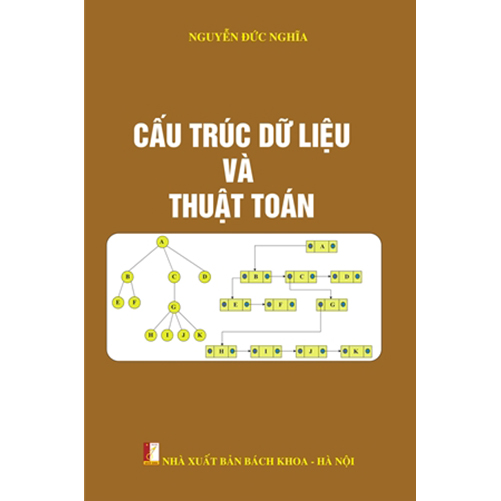 NGUYỄN ĐỨC NGHĨA
CẤU TRÚC DỮ LIỆU
VÀ
THUẬT TOÁN
A
A
B
C
D
B
C
D
E
F
G
E
F
G
H
I
J
K
H
I
J
K
NHÀ XUẤT BẢN BÁCH KHOA - HÀ NỘI